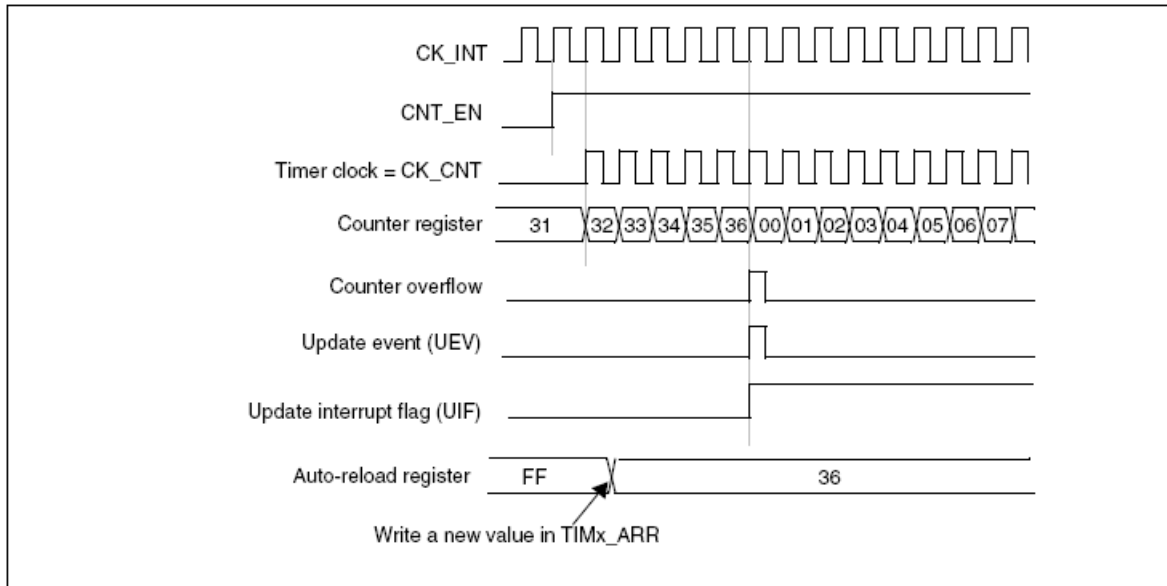 CK_INT
CNT_EN
Timer clock = CK_CNT
Counter register 31 32 33 34 35 36 00 01 02 03 04 05 06 07
Counter overflow
Update event (UEV)
Update interrupt flag (UIF)
Auto-reload register FF 36
Write a new value in TIMx_ARR